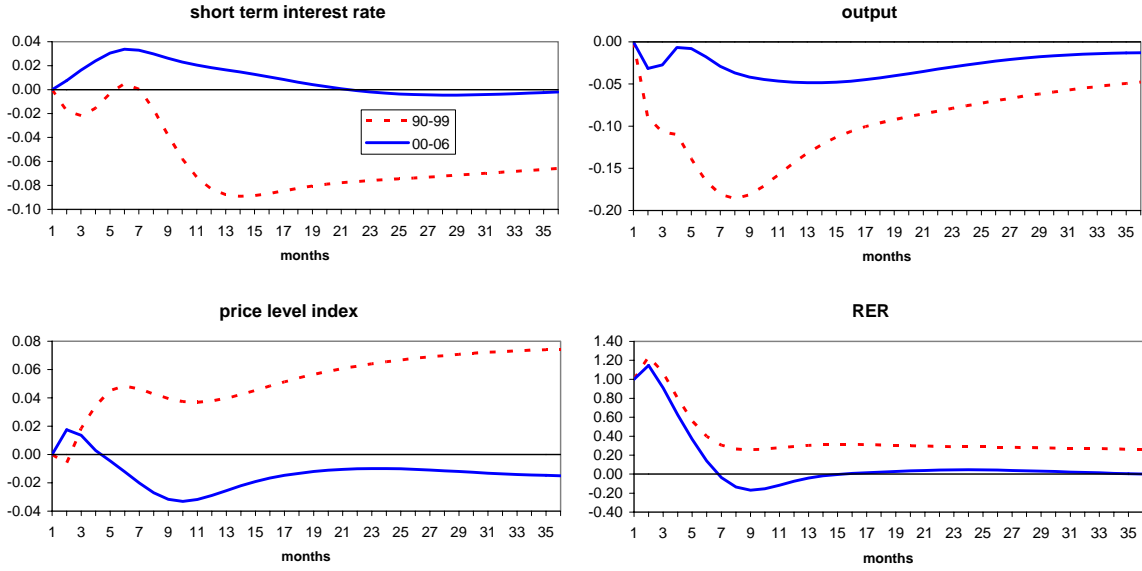 short term interest rate
0.04
0.02
0.00
-0.02
-0.04
-0.06
-0.08
-0.10
1 3 5 7 9 11 13 15 17 19 21 23 25 27 29 31 33 35
months
90-99
00-06
output
0.00
-0.05
-0.10
-0.15
-0.20
1 3 5 7 9 11 13 15 17 19 21 23 25 27 29 31 33 35
months
price level index
0.08
0.06
0.04
0.02
0.00
-0.02
-0.04
1 3 5 7 9 11 13 15 17 19 21 23 25 27 29 31 33 35
months
RER
1.40
1.20
1.00
0.80
0.60
0.40
0.20
0.00
-0.20
-0.40
1 3 5 7 9 11 13 15 17 19 21 23 25 27 29 31 33 35
months